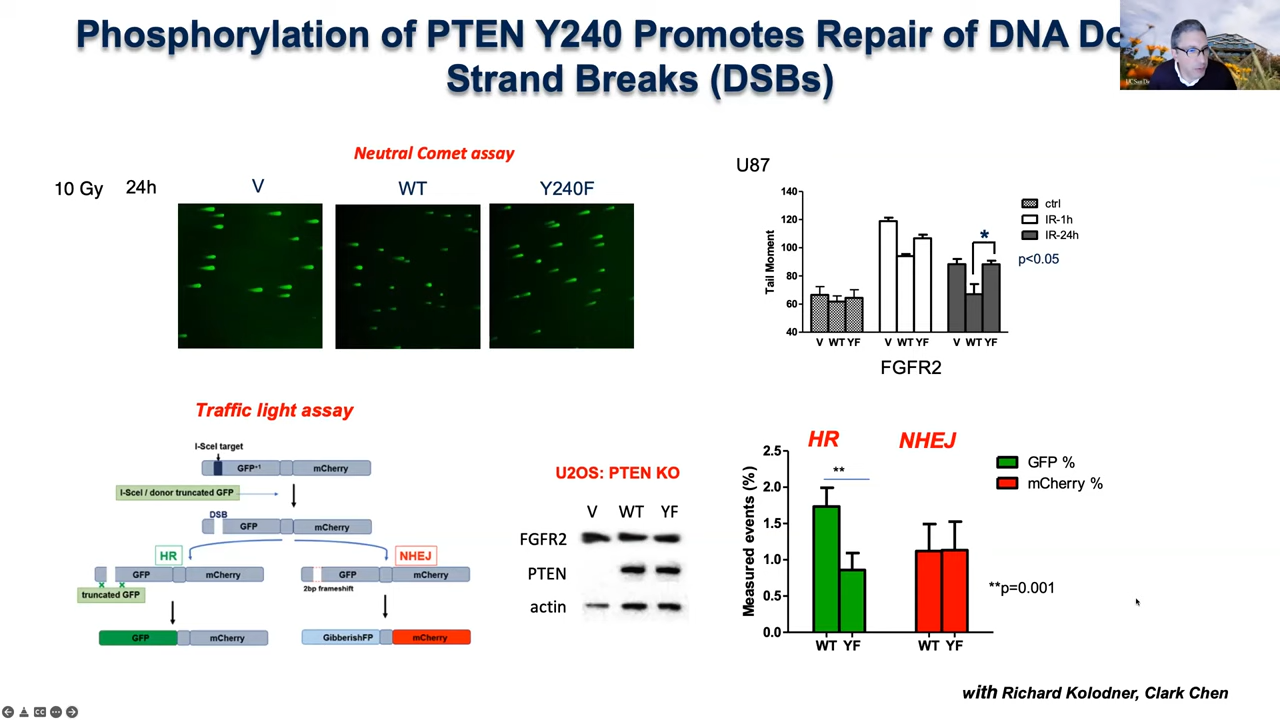 Phosphorylation of PTEN Y240 Promotes Repair of DNA Do
Strand Breaks (DSBs)
Neutral Comet assay
10 Gy 24h V WT Y240F
U87
140
120
100
80
60
40
Tail Moment
V WT YF V WT YF V WT YF
FGFR2
ctrl
IR-1h
IR-24h
*
p<0.05
Traffic light assay
I-SceI target
GFP+1 mCherry
I-SceI / donor truncated GFP
DSB
GFP mCherry
HR NHEJ
GFP mCherry GFP mCherry
truncated GFP 2bp frameshift
GFP mCherry GibberishFP mCherry
U2OS: PTEN KO
V WT YF
FGFR2
PTEN
actin
HR NHEJ
2.5
2.0
1.5
1.0
0.5
0.0
Measured events (%)
**
WT YF WT YF
GFP %
mCherry %
**p=0.001
with Richard Kolodner, Clark Chen
CC